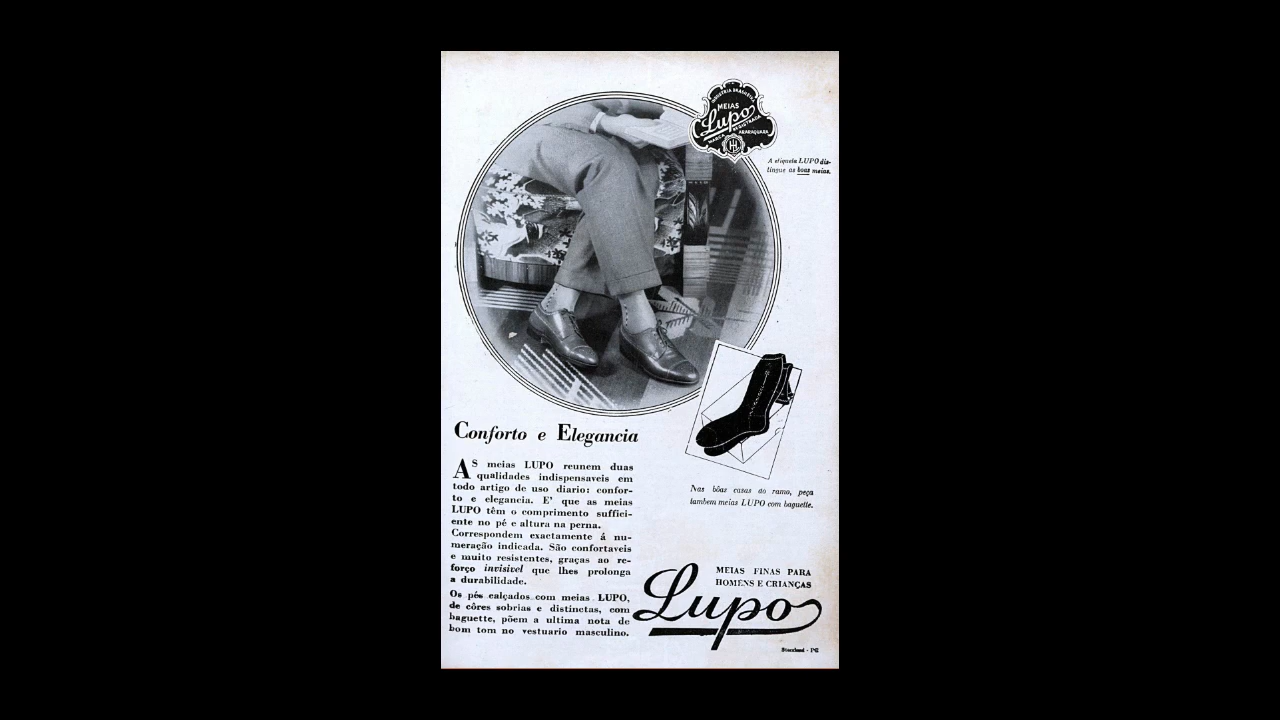 INDUSTRIA BRASILEIRA
MEIAS
Lupo
MARCA REGISTRADA
ARARAQUARA
A etiqueta LUPO dis-
tingue as boas meias.
Conforto e Elegancia
AS meias LUPO reunem duas
qualidades indispensaveis em
todo artigo de uso diario: confor-
to e elegancia. E' que as meias
LUPO têm o comprimento suffici-
ente no pé e altura na perna.
Correspondem exactamente á nu-
meração indicada. São confortaveis
e muito resistentes, graças ao re-
forço invisivel que lhes prolonga
a durabilidade.
Os pés calçados com meias LUPO,
de côres sobrias e distinctas, com
baguette, põem a ultima nota de
bom tom no vestuario masculino.
Nas bôas casas do ramo, peça
tambem meias LUPO com baguette.
MEIAS FINAS PARA
HOMENS E CRIANÇAS
Lupo